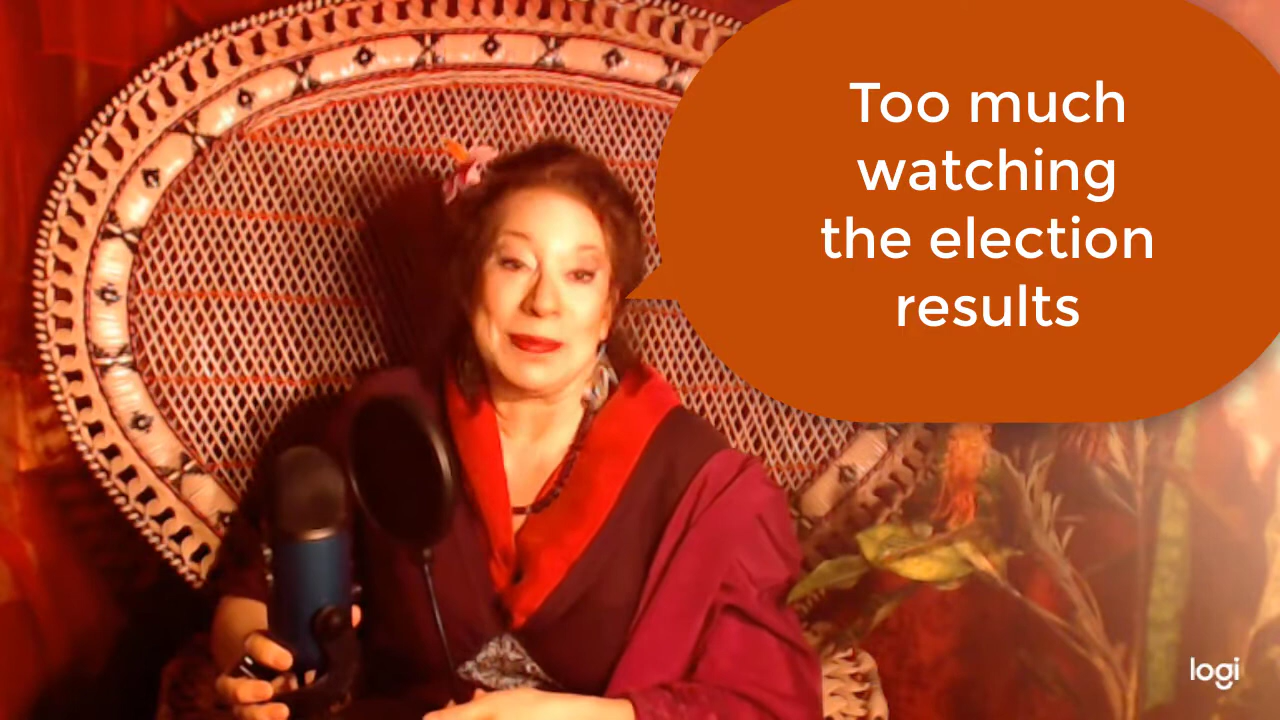 Too much
watching
the election
results
logi